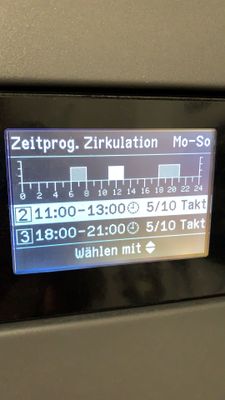 Zeitprog. Zirkulation Mo-So
0 2 4 6 8 10 12 14 16 18 20 22 24
2 11:00-13:00 5/10 Takt
3 18:00-21:00 5/10 Takt
Wählen mit